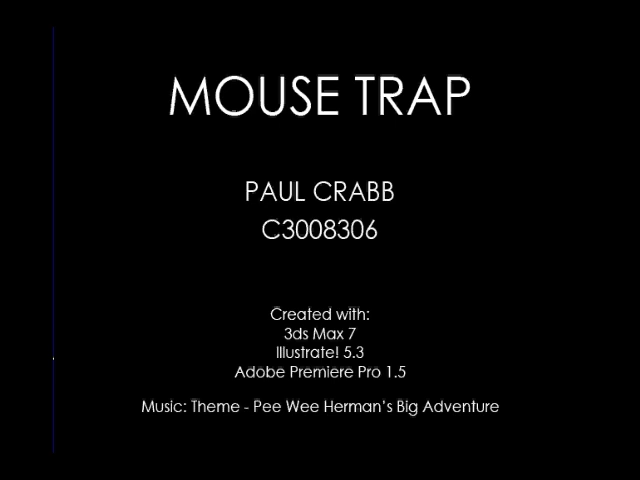 MOUSE TRAP
PAUL CRABB
C3008306
Created with:
3ds Max 7
Illustrate! 5.3
Adobe Premiere Pro 1.5
Music: Theme - Pee Wee Herman's Big Adventure